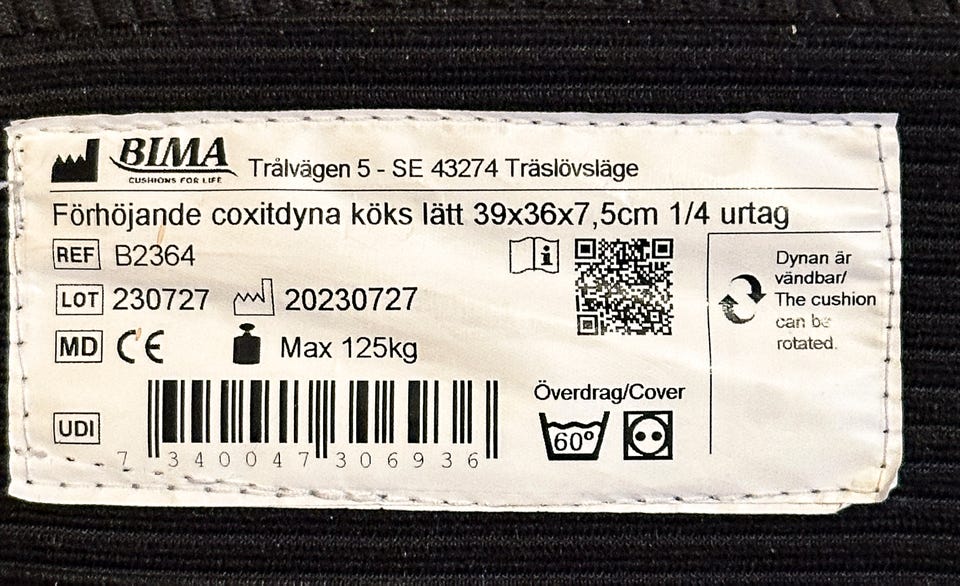 BIMA
CUSHIONS FOR LIFE
Trålvägen 5 - SE 43274 Träslövsläge
Förhöjande coxitdyna köks lätt 39x36x7,5cm 1/4 urtag
REF B2364
LOT 230727 20230727
MD CE Max 125kg
Dynan är
vändbar/
The cushion
can be
rotated.
UDI
7 340047 306936
Överdrag/Cover
60º